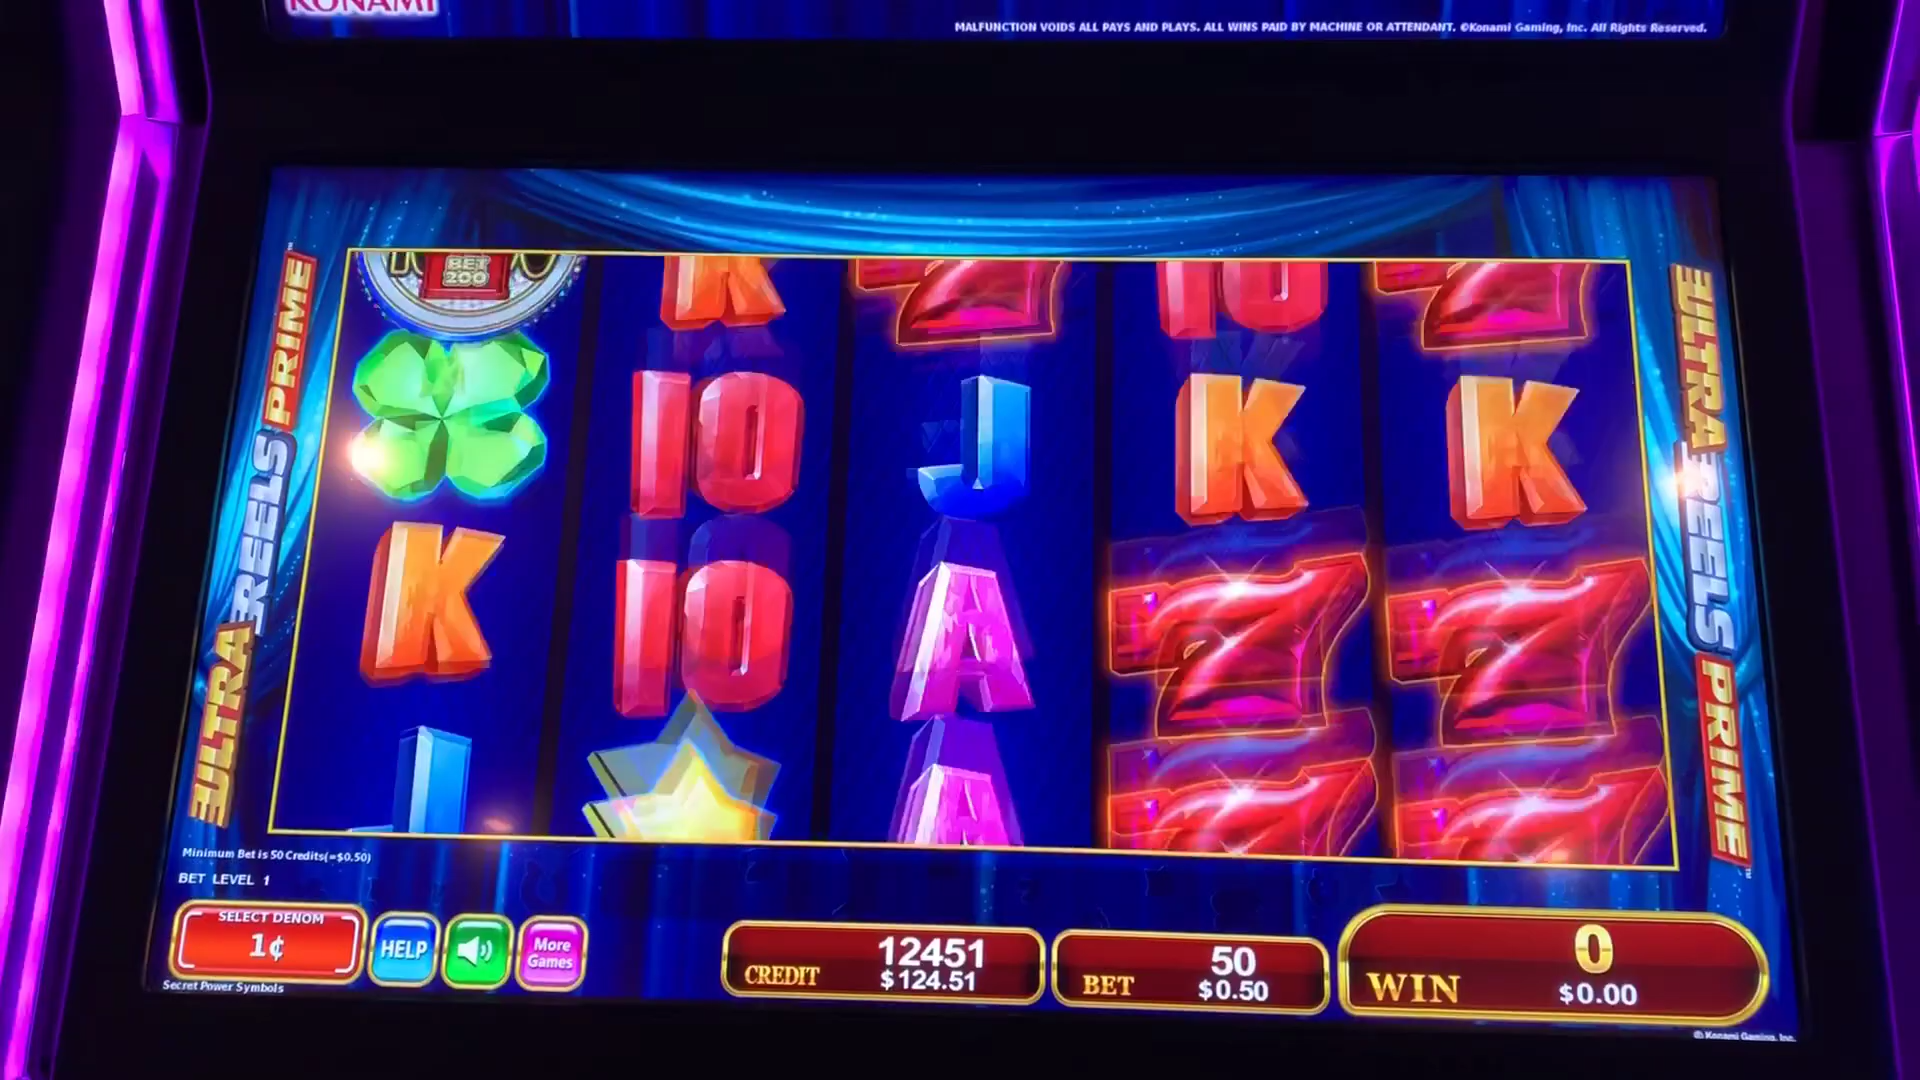 KONAMI
MALFUNCTION VOIDS ALL PAYS AND PLAYS. ALL WINS PAID BY MACHINE OR ATTENDANT. ©Konami Gaming, Inc. All Rights Reserved.
ULTRA REELS PRIME™
ULTRA REELS PRIME™
BET
200
K
10
K
10
J
K
K
K
10
A
J
A
Minimum Bet is 50 Credits(=$0.50)
BET LEVEL 1
SELECT DENOM
1¢
HELP
More
Games
CREDIT
12451
$124.51
BET
50
$0.50
WIN
0
$0.00
Secret Power Symbols
© Konami Gaming, Inc.